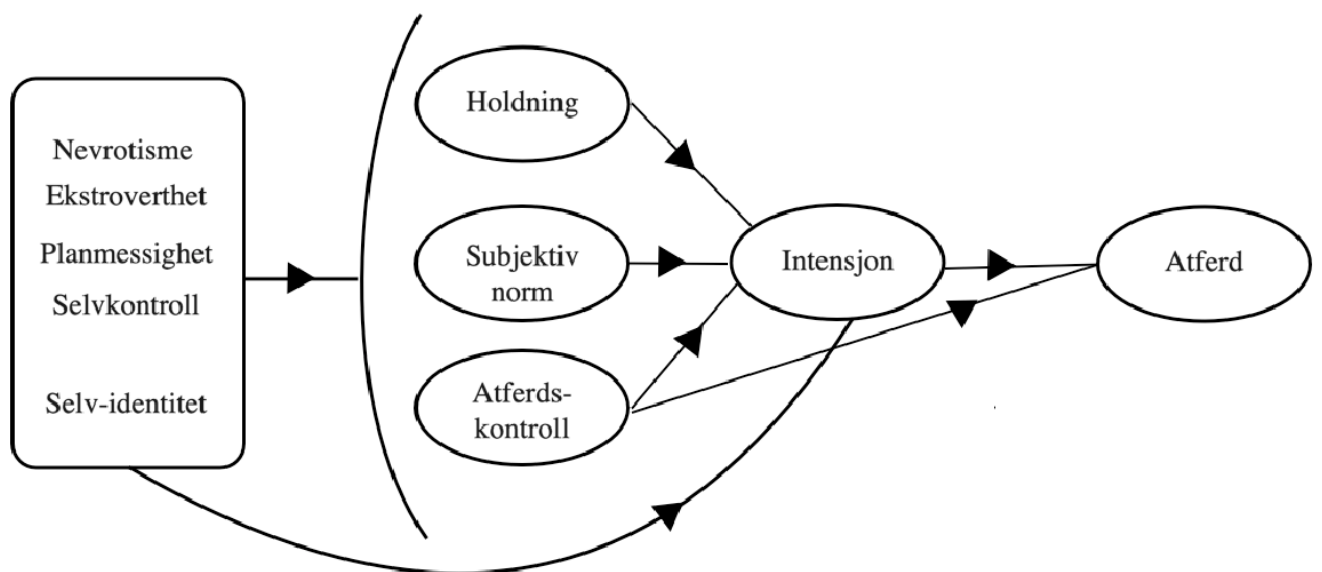 Nevrotisme
Ekstroverthet
Planmessighet
Selvkontroll
Selv-identitet
Holdning
Subjektiv
norm
Atferds-
kontroll
Intensjon
Atferd